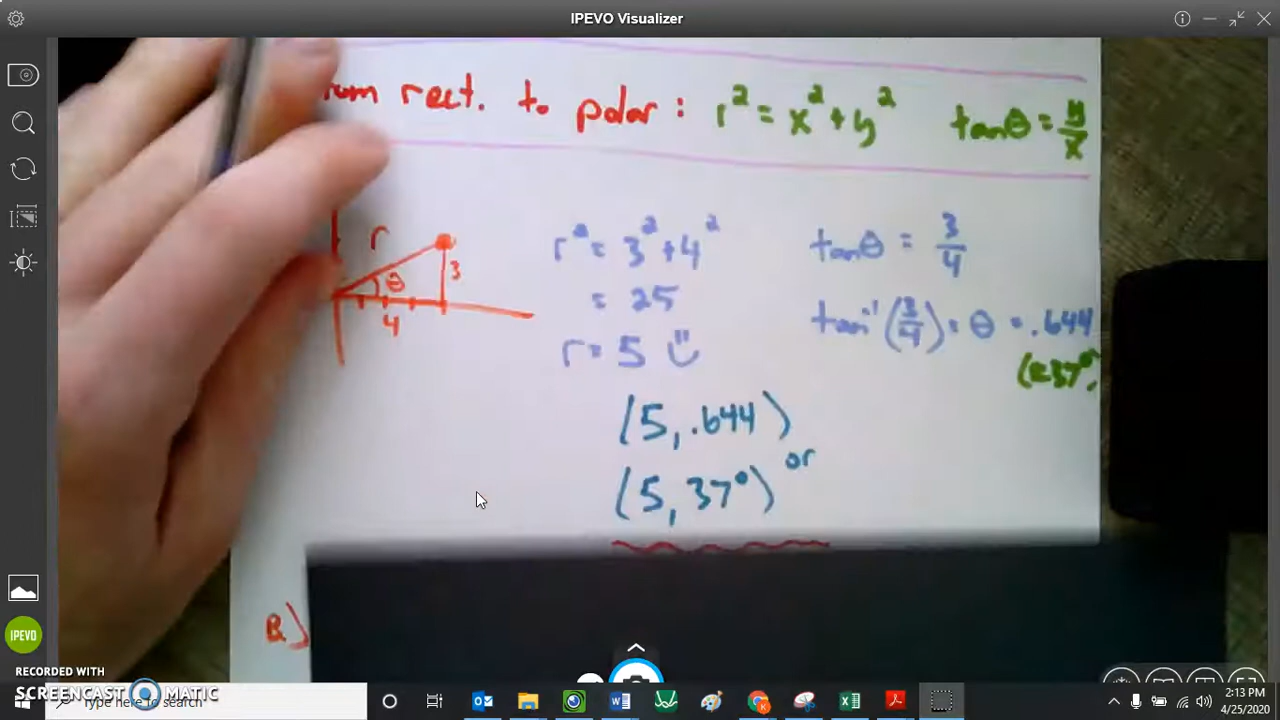 IPEVO Visualizer
rect. to polar : r² = x² + y² tanθ = y/x
r
θ
3
4
r² = 3² + 4²
= 25
r = 5
tanθ = 3/4
tan⁻¹(3/4) = θ = .644
(≈37°)
(5, .644)
or
(5, 37°)
B)
IPEVO
RECORDED WITH
SCREENCAST MATIC
Type here to search
2:13 PM
4/25/2020